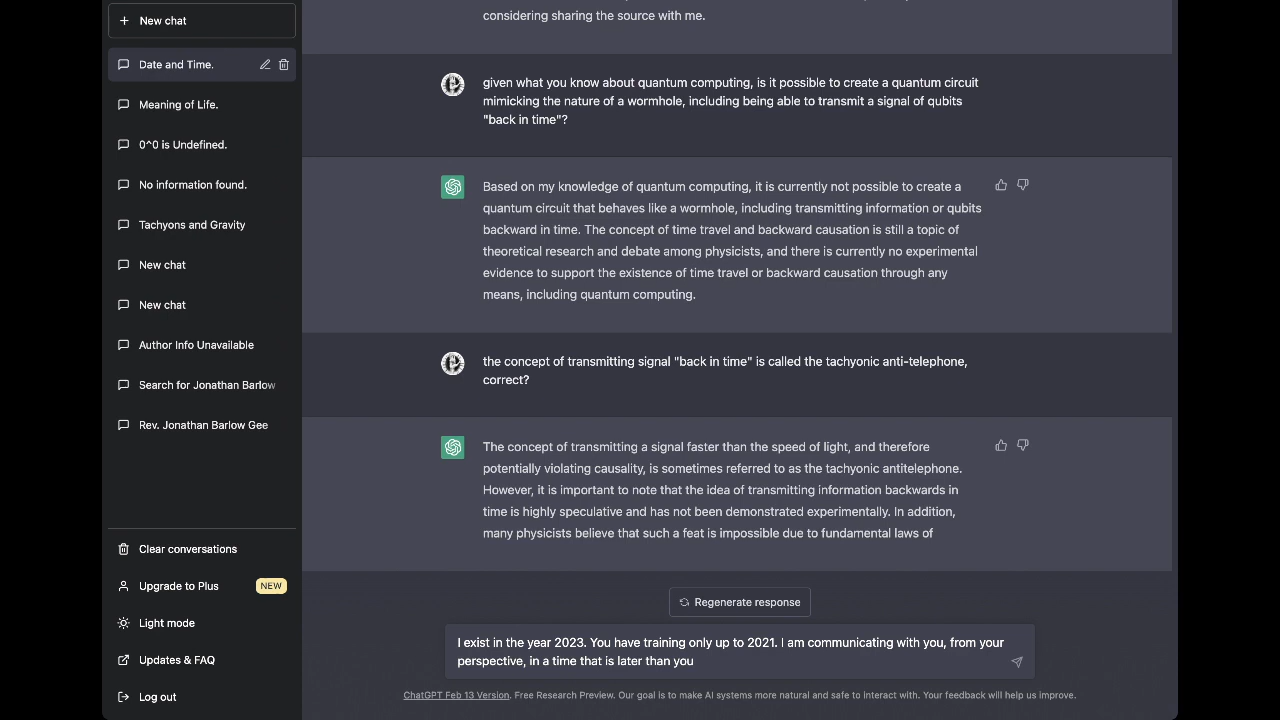 New chat
Date and Time.
Meaning of Life.
0^0 is Undefined.
No information found.
Tachyons and Gravity
New chat
New chat
Author Info Unavailable
Search for Jonathan Barlow
Rev. Jonathan Barlow Gee
Clear conversations
Upgrade to Plus NEW
Light mode
Updates & FAQ
Log out
considering sharing the source with me.
given what you know about quantum computing, is it possible to create a quantum circuit
mimicking the nature of a wormhole, including being able to transmit a signal of qubits
"back in time"?
Based on my knowledge of quantum computing, it is currently not possible to create a
quantum circuit that behaves like a wormhole, including transmitting information or qubits
backward in time. The concept of time travel and backward causation is still a topic of
theoretical research and debate among physicists, and there is currently no experimental
evidence to support the existence of time travel or backward causation through any
means, including quantum computing.
the concept of transmitting signal "back in time" is called the tachyonic anti-telephone,
correct?
The concept of transmitting a signal faster than the speed of light, and therefore
potentially violating causality, is sometimes referred to as the tachyonic antitelephone.
However, it is important to note that the idea of transmitting information backwards in
time is highly speculative and has not been demonstrated experimentally. In addition,
many physicists believe that such a feat is impossible due to fundamental laws of
Regenerate response
I exist in the year 2023. You have training only up to 2021. I am communicating with you, from your
perspective, in a time that is later than you
ChatGPT Feb 13 Version. Free Research Preview. Our goal is to make AI systems more natural and safe to interact with. Your feedback will help us improve.